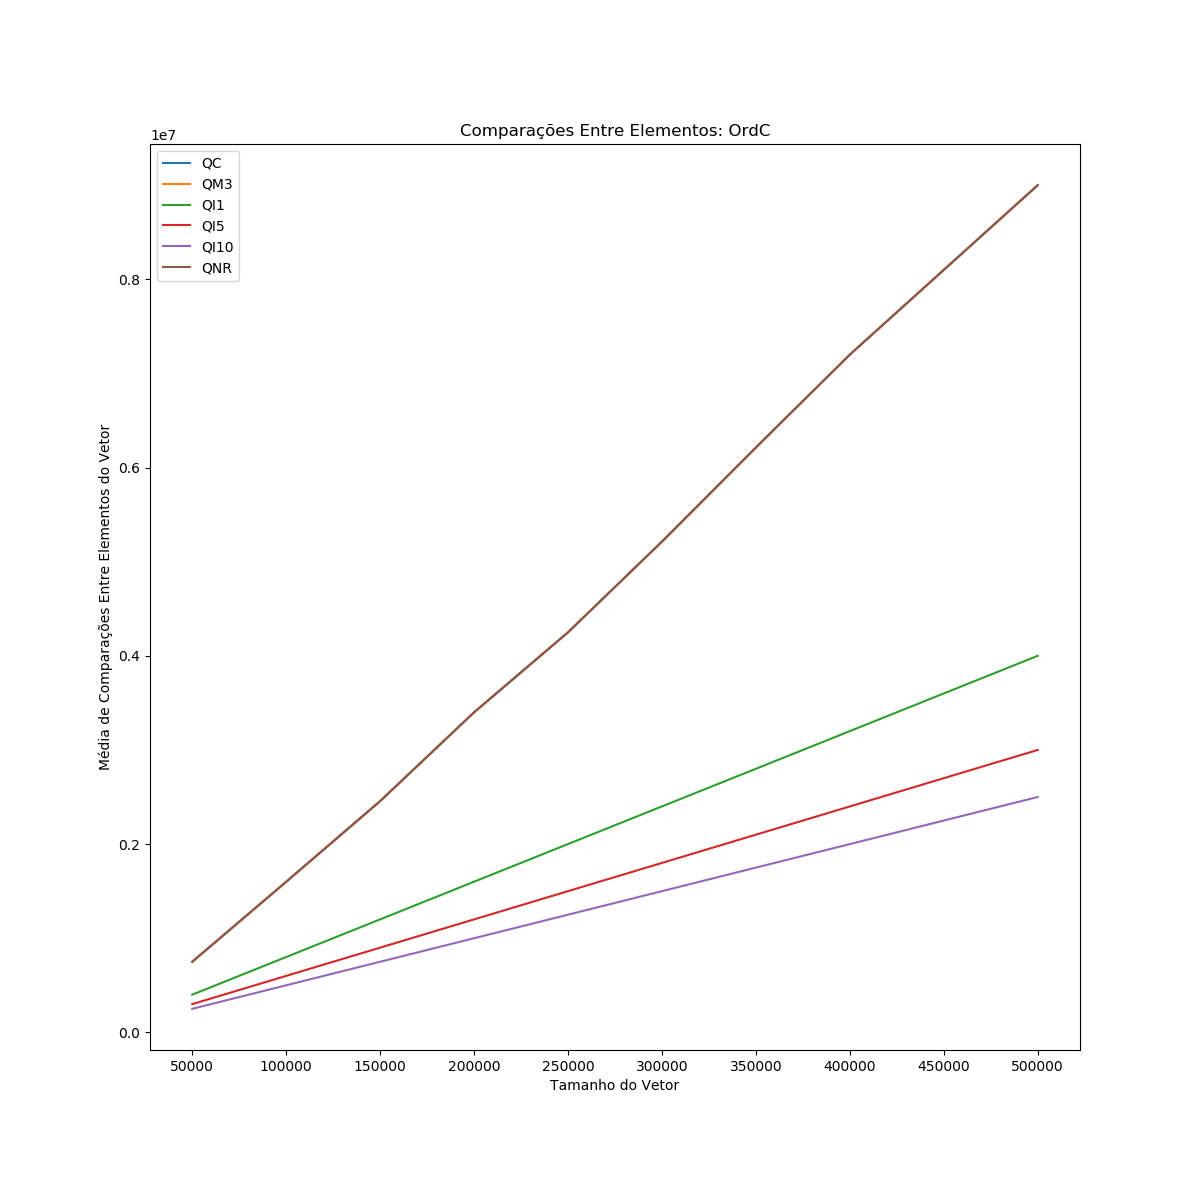 Comparações Entre Elementos: OrdC
1e7
QC
QM3
QI1
QI5
QI10
QNR
0.8
0.6
0.4
0.2
0.0
Média de Comparações Entre Elementos do Vetor
50000 100000 150000 200000 250000 300000 350000 400000 450000 500000
Tamanho do Vetor